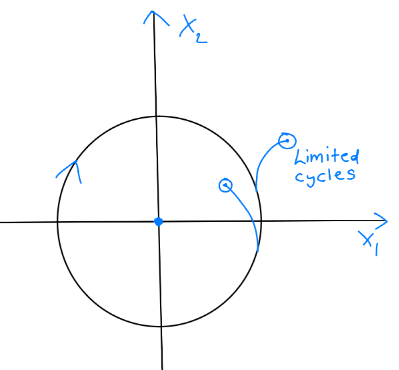 X₂
Limited
cycles
X₁